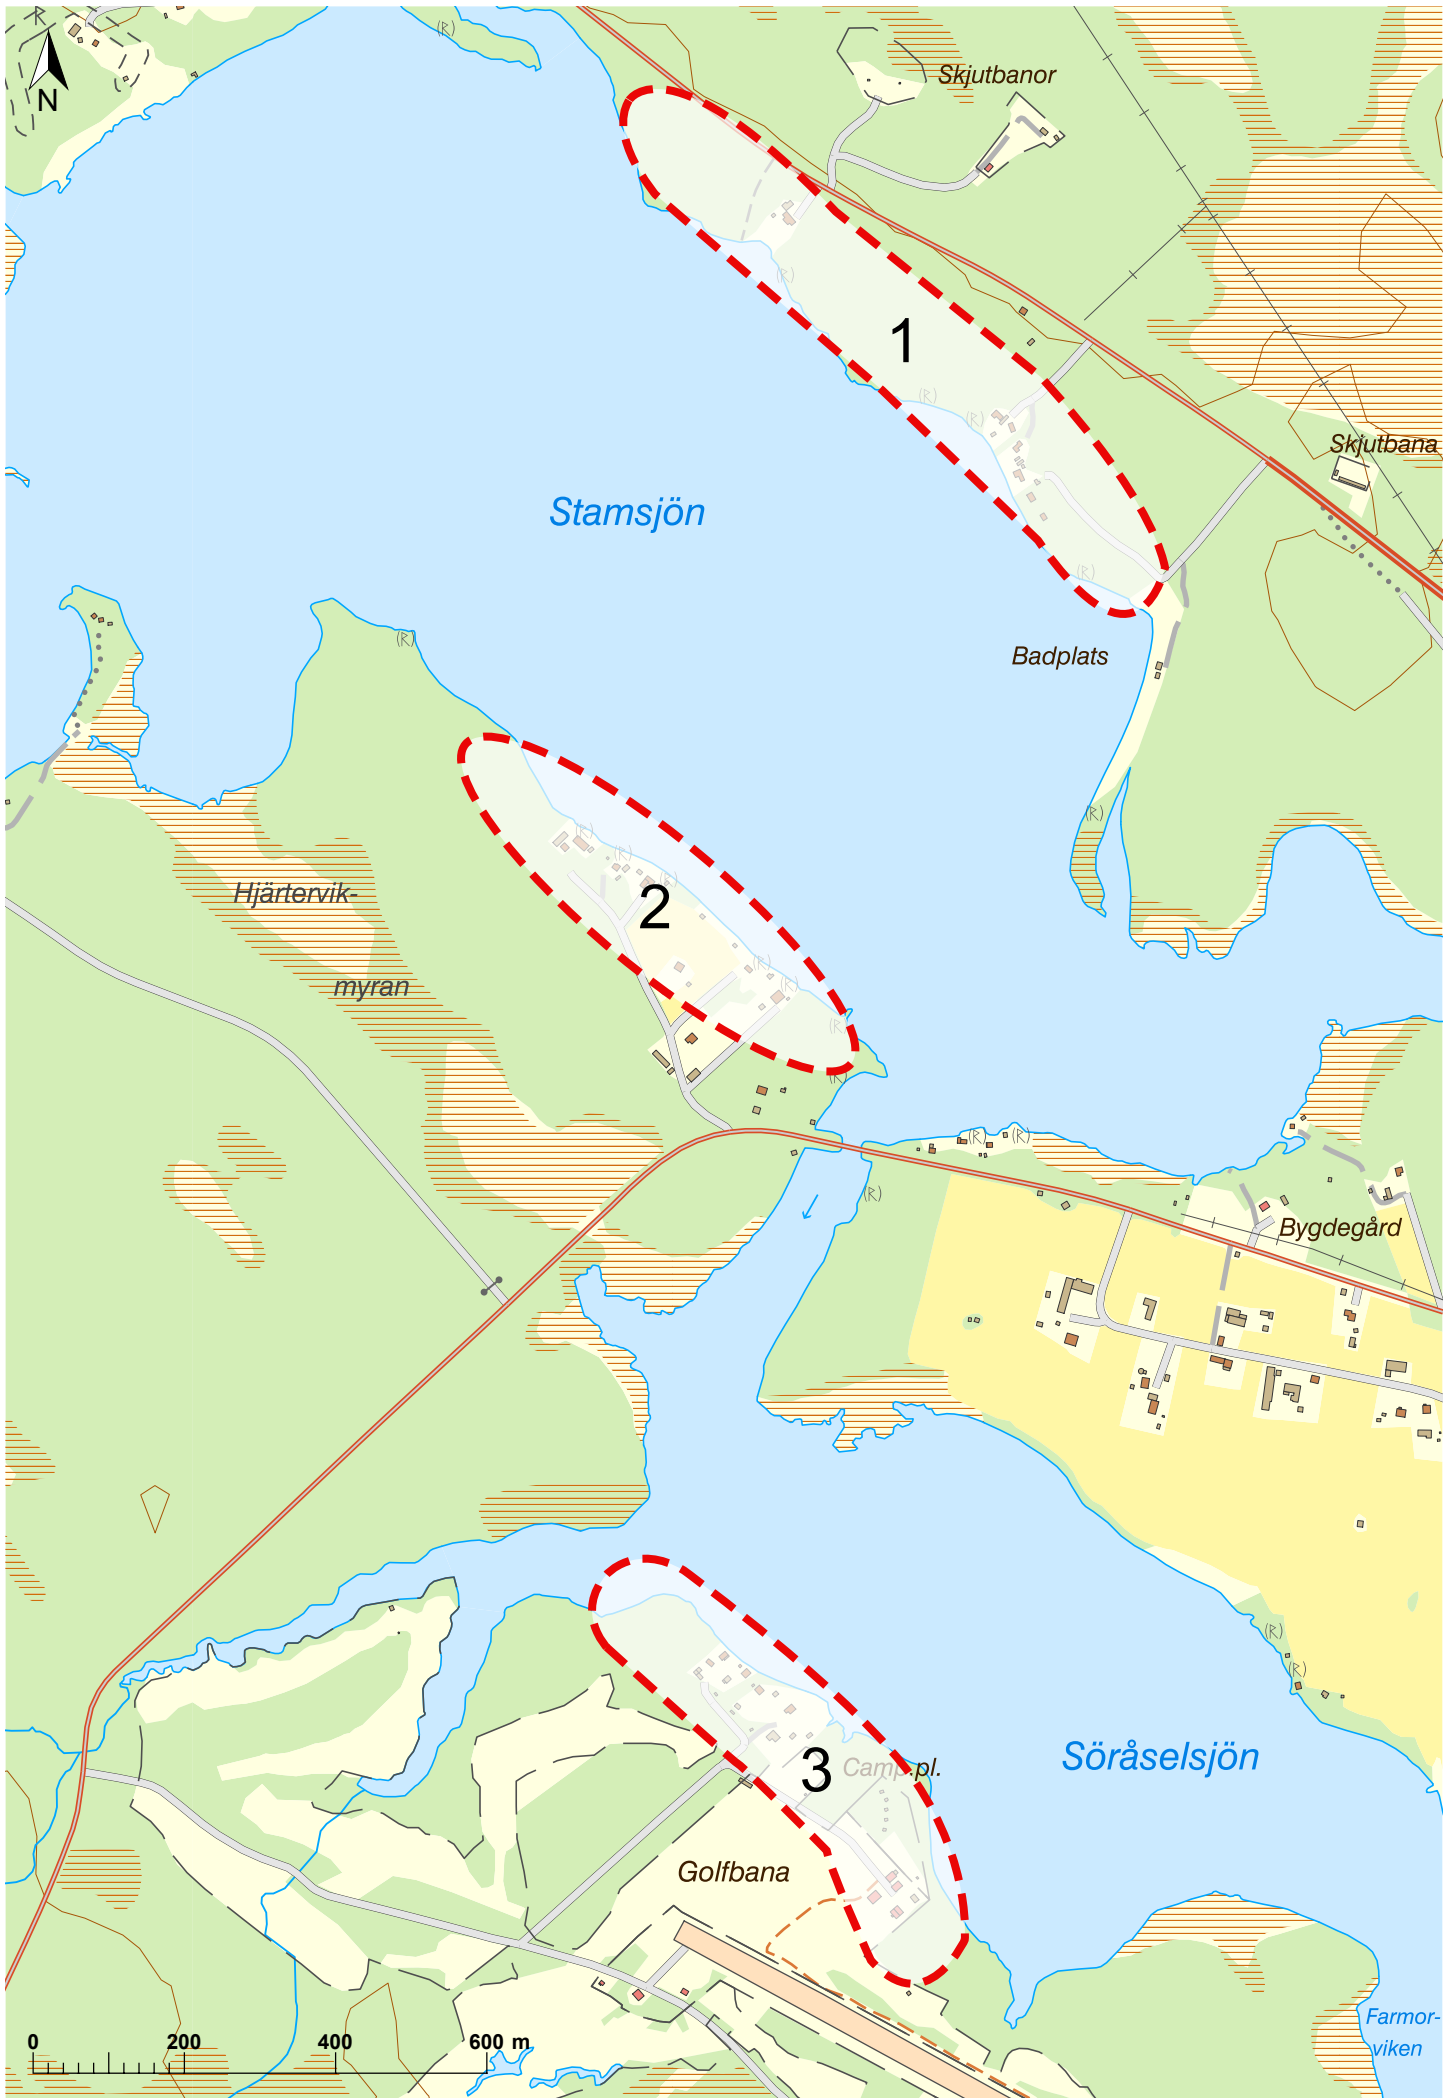 (R)
R
N
Skjutbanor
(R)
1
(R)
(R)
Skjutbana
Stamsjön
(R)
(R)
Badplats
(R)
(R)
(R)
(R)
Hjärtervik-
2
(R)
(R)
myran
(R)
(R)
(R) (R)
(R)
Bygdegård
(R)
(R)
Söråselsjön
3
Camp.pl.
Golfbana
Farmor-
viken
0 200 400 600 m